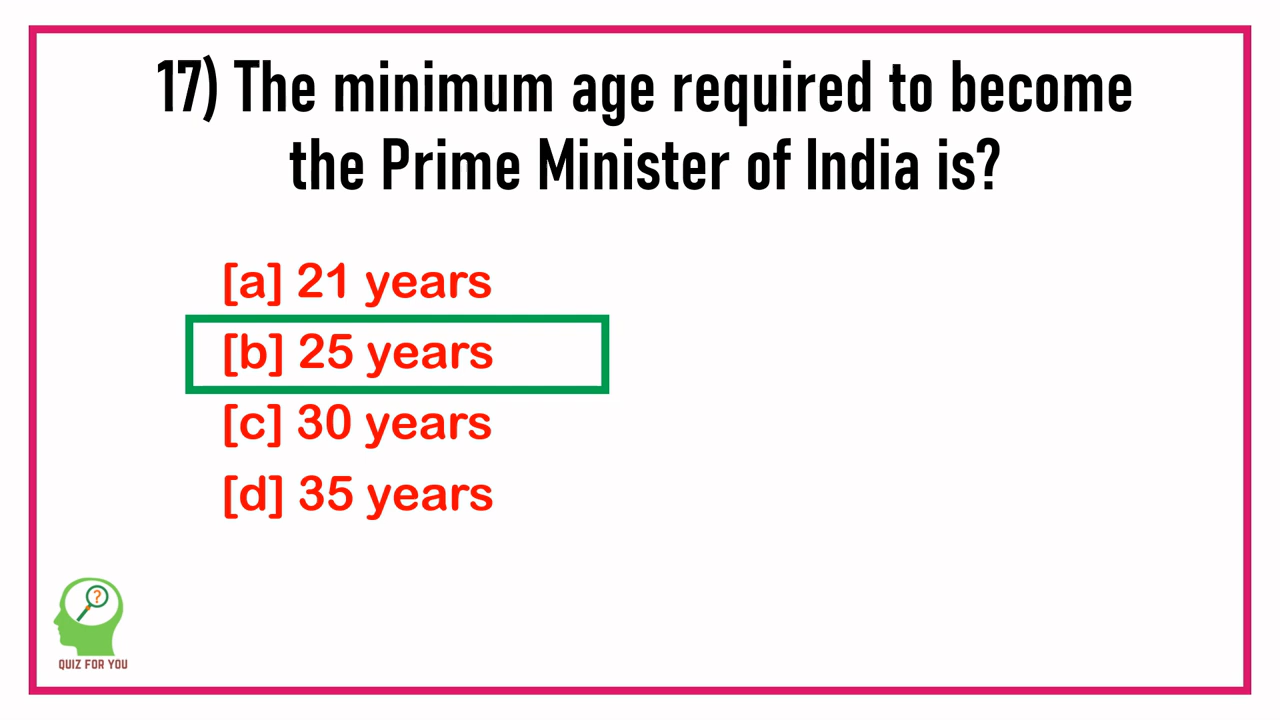 17) The minimum age required to become
the Prime Minister of India is?
[a] 21 years
[b] 25 years
[c] 30 years
[d] 35 years
?
QUIZ FOR YOU